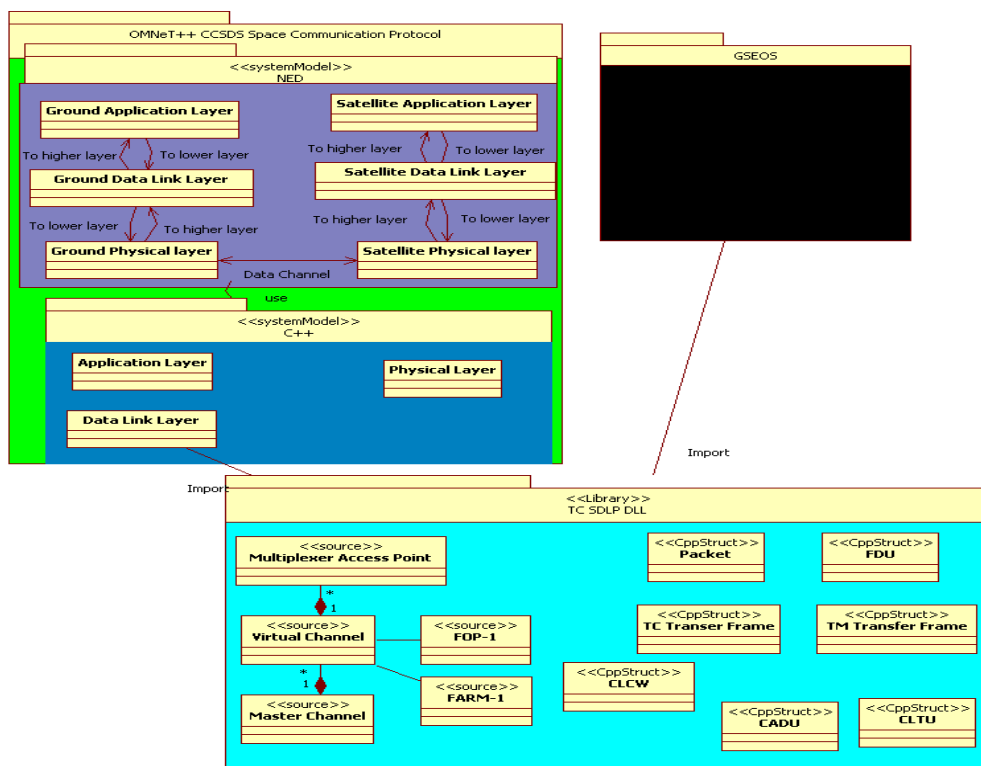 OMNeT++ CCSDS Space Communication Protocol
<<systemModel>>
NED
Ground Application Layer
Satellite Application Layer
To higher layer
To lower layer
To higher layer
To lower layer
Ground Data Link Layer
Satellite Data Link Layer
To lower layer
To higher layer
To higher layer
To lower layer
Ground Physical layer
Satellite Physical layer
Data Channel
use
<<systemModel>>
C++
Application Layer
Physical Layer
Data Link Layer
Import
GSEOS
Import
<<Library>>
TC SDLP DLL
<<source>>
Multiplexer Access Point
*
1
<<source>>
Virtual Channel
<<source>>
FOP-1
*
1
<<source>>
FARM-1
<<source>>
Master Channel
<<CppStruct>>
Packet
<<CppStruct>>
FDU
<<CppStruct>>
TC Transer Frame
<<CppStruct>>
TM Transfer Frame
<<CppStruct>>
CLCW
<<CppStruct>>
CADU
<<CppStruct>>
CLTU